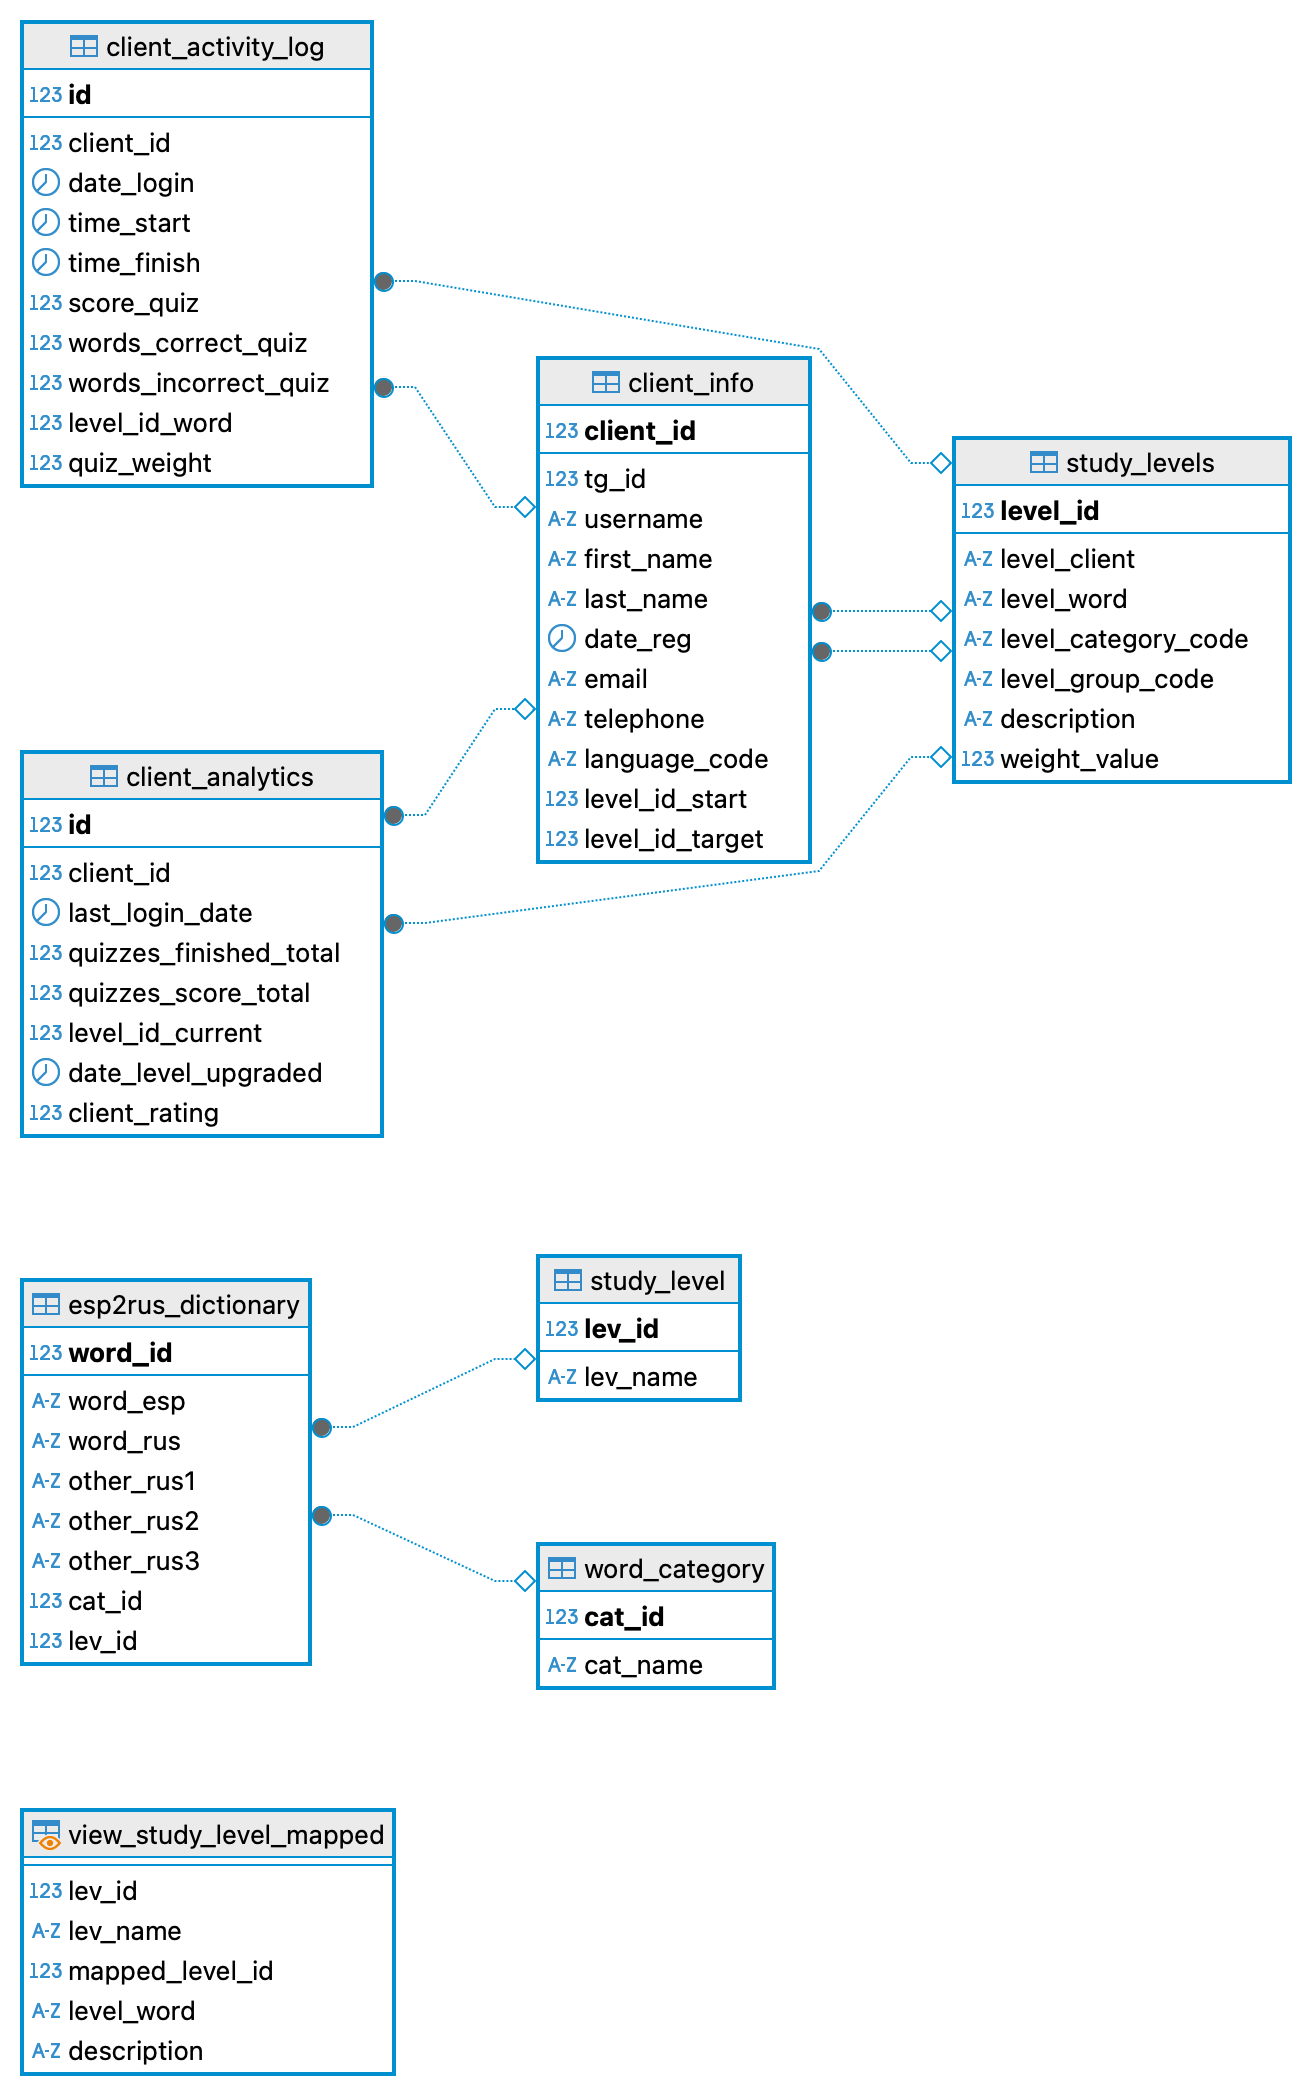 client_activity_log
123 id
123 client_id
date_login
time_start
time_finish
123 score_quiz
123 words_correct_quiz
123 words_incorrect_quiz
123 level_id_word
123 quiz_weight
client_info
123 client_id
123 tg_id
A-Z username
A-Z first_name
A-Z last_name
date_reg
A-Z email
A-Z telephone
A-Z language_code
123 level_id_start
123 level_id_target
study_levels
123 level_id
A-Z level_client
A-Z level_word
A-Z level_category_code
A-Z level_group_code
A-Z description
123 weight_value
client_analytics
123 id
123 client_id
last_login_date
123 quizzes_finished_total
123 quizzes_score_total
123 level_id_current
date_level_upgraded
123 client_rating
esp2rus_dictionary
123 word_id
A-Z word_esp
A-Z word_rus
A-Z other_rus1
A-Z other_rus2
A-Z other_rus3
123 cat_id
123 lev_id
study_level
123 lev_id
A-Z lev_name
word_category
123 cat_id
A-Z cat_name
view_study_level_mapped
123 lev_id
A-Z lev_name
123 mapped_level_id
A-Z level_word
A-Z description